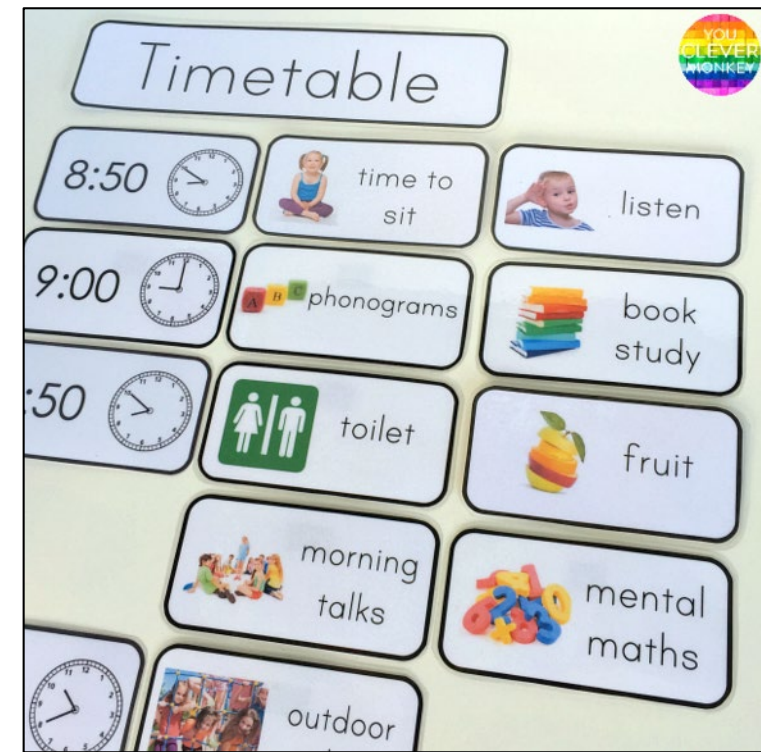 YOU
CLEVER
MONKEY
Timetable
8:50
time to
sit
listen
9:00
phonograms
book
study
:50
toilet
fruit
morning
talks
mental
maths
outdoor